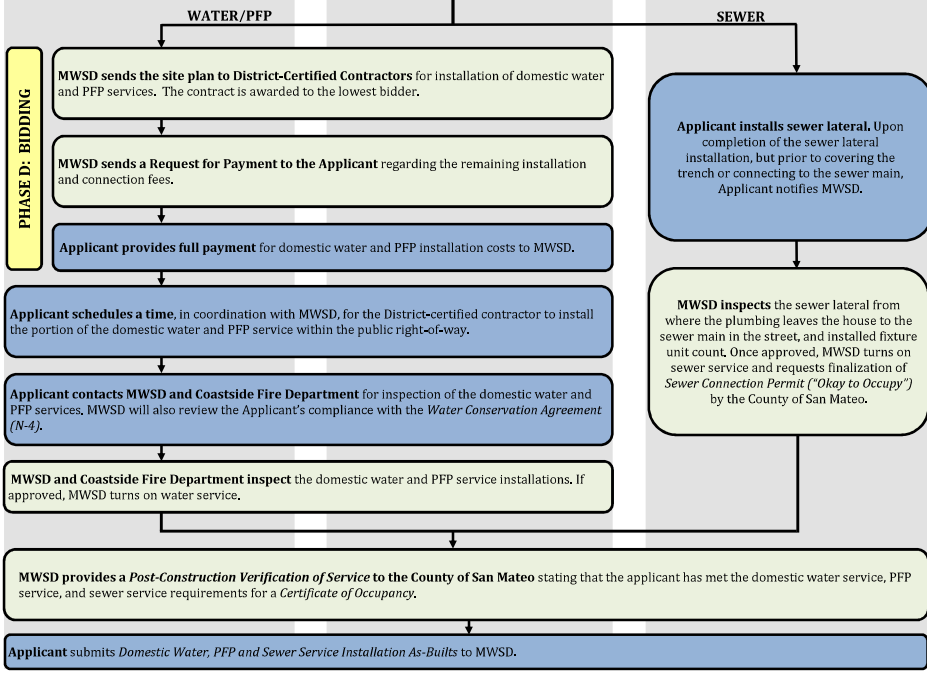 WATER/PFP
SEWER
PHASE D: BIDDING
MWSD sends the site plan to District-Certified Contractors for installation of domestic water
and PFP services. The contract is awarded to the lowest bidder.
MWSD sends a Request for Payment to the Applicant regarding the remaining installation
and connection fees.
Applicant provides full payment for domestic water and PFP installation costs to MWSD.
Applicant schedules a time, in coordination with MWSD, for the District-certified contractor to install
the portion of the domestic water and PFP service within the public right-of-way.
Applicant contacts MWSD and Coastside Fire Department for inspection of the domestic water and
PFP services. MWSD will also review the Applicant's compliance with the Water Conservation Agreement
(N-4).
MWSD and Coastside Fire Department inspect the domestic water and PFP service installations. If
approved, MWSD turns on water service.
Applicant installs sewer lateral. Upon
completion of the sewer lateral
installation, but prior to covering the
trench or connecting to the sewer main,
Applicant notifies MWSD.
MWSD inspects the sewer lateral from
where the plumbing leaves the house to the
sewer main in the street, and installed fixture
unit count. Once approved, MWSD turns on
sewer service and requests finalization of
Sewer Connection Permit ("Okay to Occupy")
by the County of San Mateo.
MWSD provides a Post-Construction Verification of Service to the County of San Mateo stating that the applicant has met the domestic water service, PFP
service, and sewer service requirements for a Certificate of Occupancy.
Applicant submits Domestic Water, PFP and Sewer Service Installation As-Builts to MWSD.